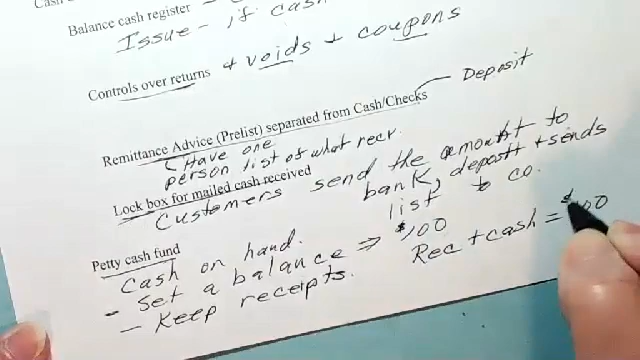 Cash
Balance cash register
Issue - if cash
Controls over returns + voids + coupons
Remittance Advice (Prelist) separated from Cash/Checks Deposit
Have one
person list of what recv.
Lock box for mailed cash received
Customers send the amount to
bank, deposit + sends
list to co.
Petty cash fund
Cash on hand.
- Set a balance ⇒ $100
- Keep receipts.
Rec + cash = $100